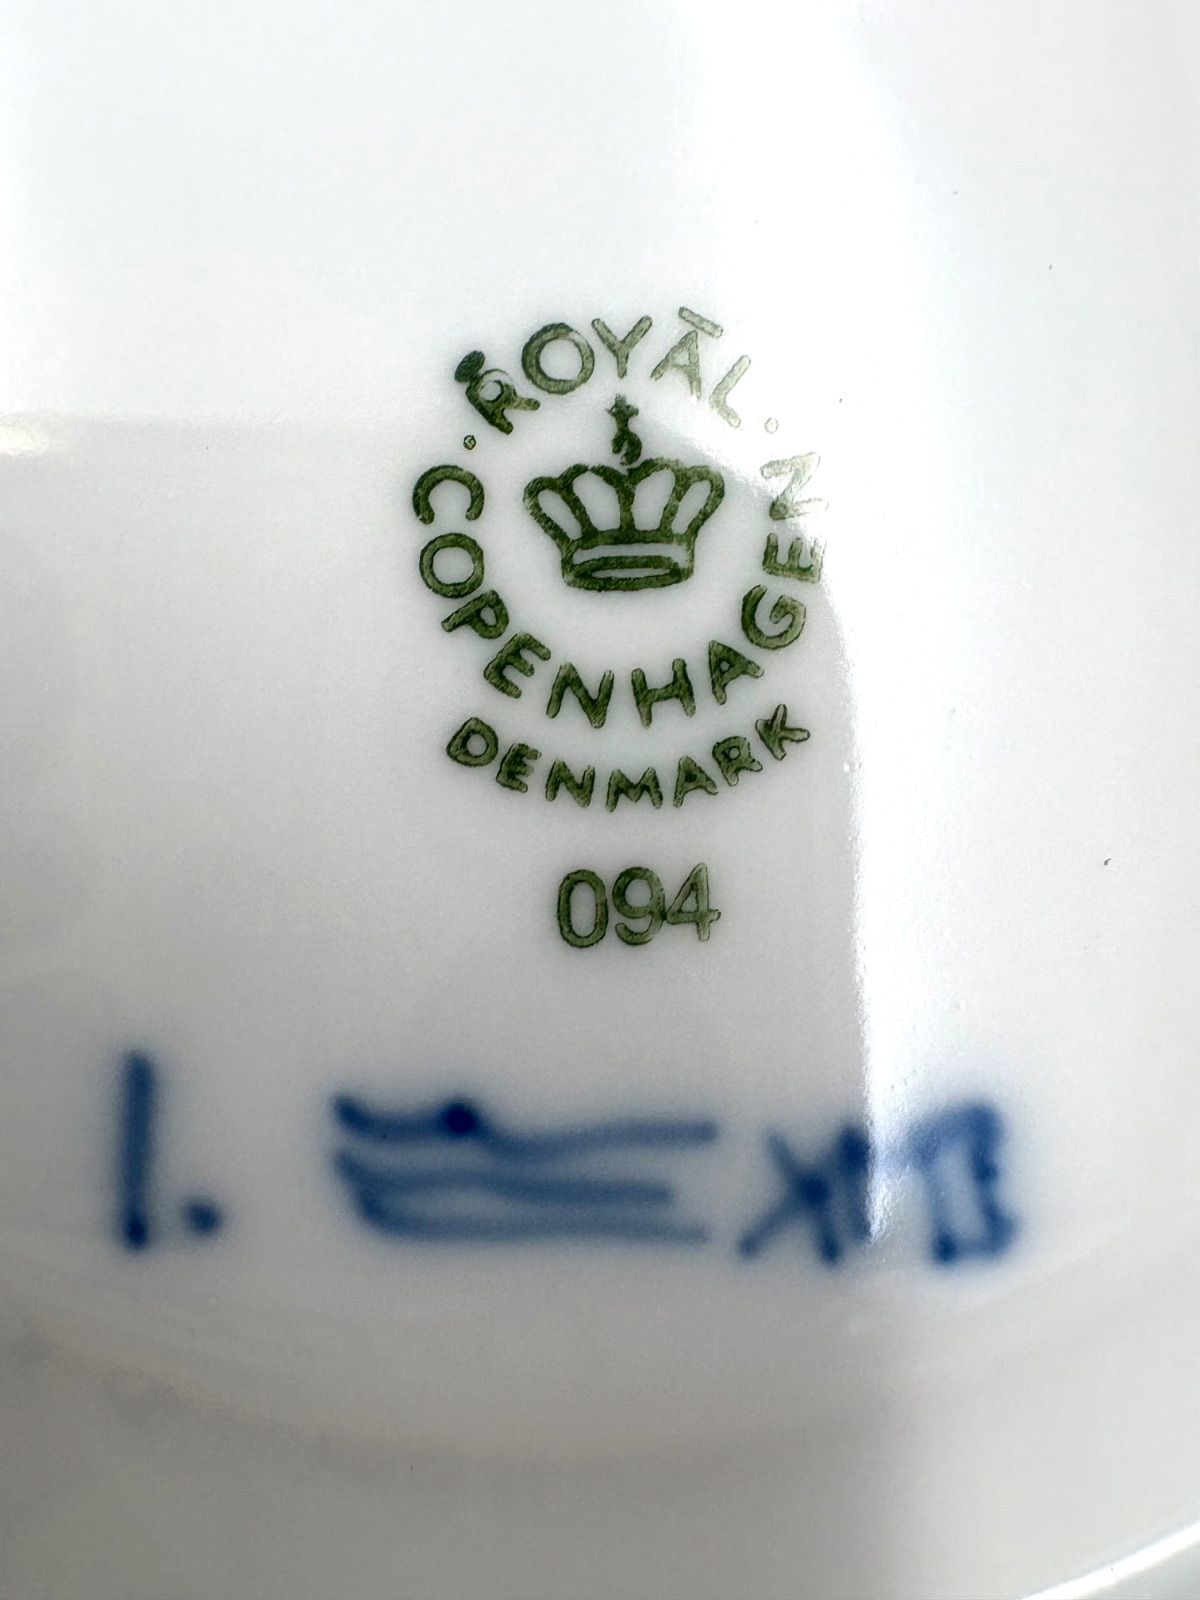 ROYAL
COPENHAGEN
DENMARK
094
1.